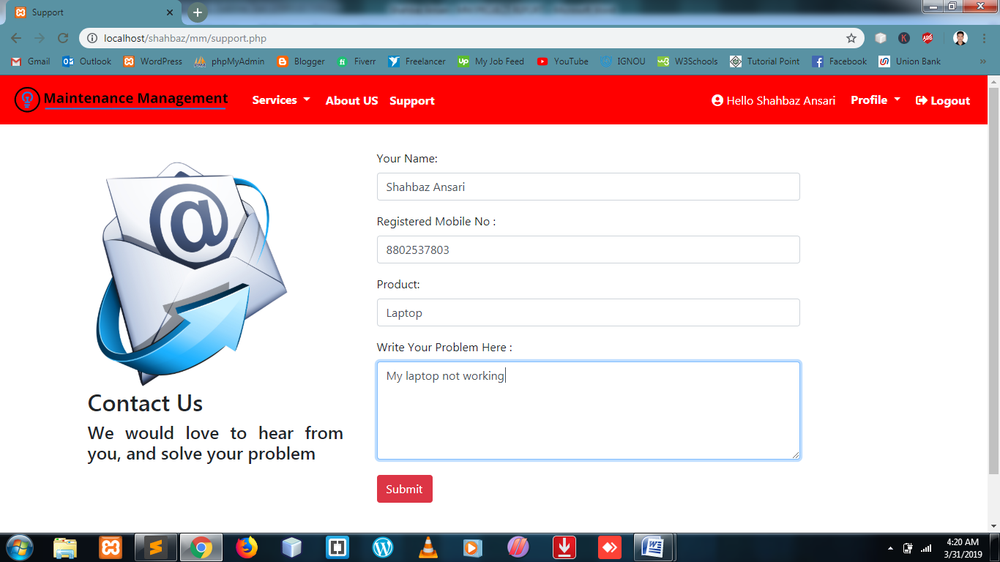 Support
localhost/shahbaz/mm/support.php
K
ABP
Gmail Outlook WordPress phpMyAdmin Blogger Fiverr Freelancer My Job Feed YouTube IGNOU W3Schools Tutorial Point Facebook Union Bank »
Maintenance Management Services About US Support Hello Shahbaz Ansari Profile Logout
Your Name:
Shahbaz Ansari
Registered Mobile No :
8802537803
Product:
Laptop
Write Your Problem Here :
My laptop not working
@
Contact Us
We would love to hear from
you, and solve your problem
Submit
4:20 AM
3/31/2019